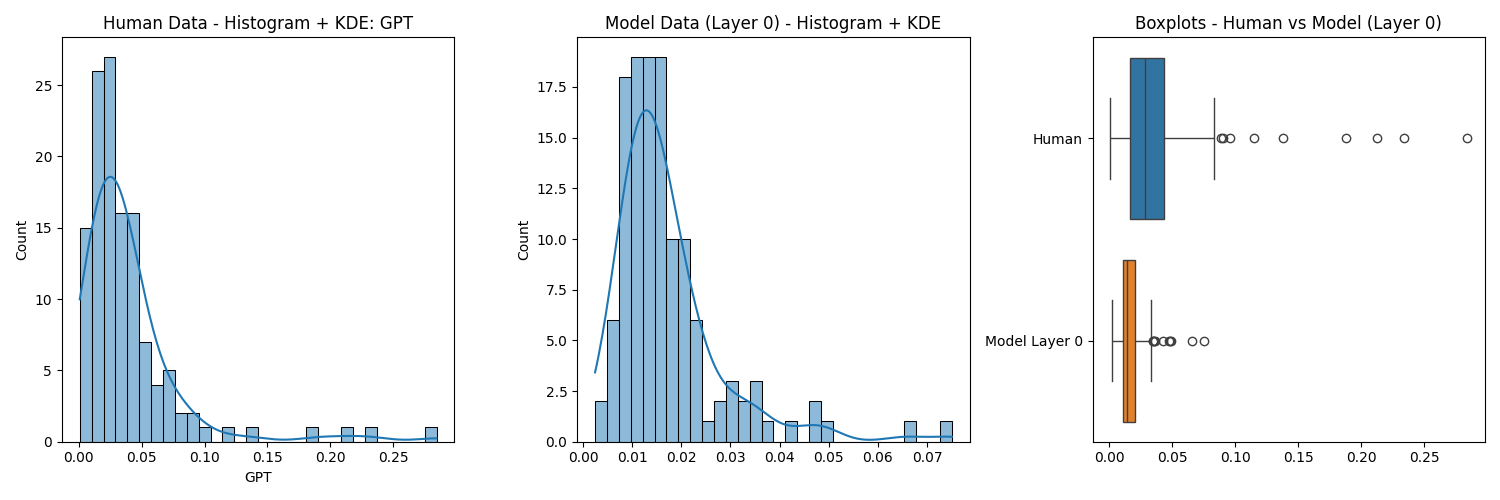 Human Data - Histogram + KDE: GPT
Count
25
20
15
10
5
0
0.00 0.05 0.10 0.15 0.20 0.25
GPT
Model Data (Layer 0) - Histogram + KDE
Count
17.5
15.0
12.5
10.0
7.5
5.0
2.5
0.0
0.00 0.01 0.02 0.03 0.04 0.05 0.06 0.07
Boxplots - Human vs Model (Layer 0)
Human
Model Layer 0
0.00 0.05 0.10 0.15 0.20 0.25